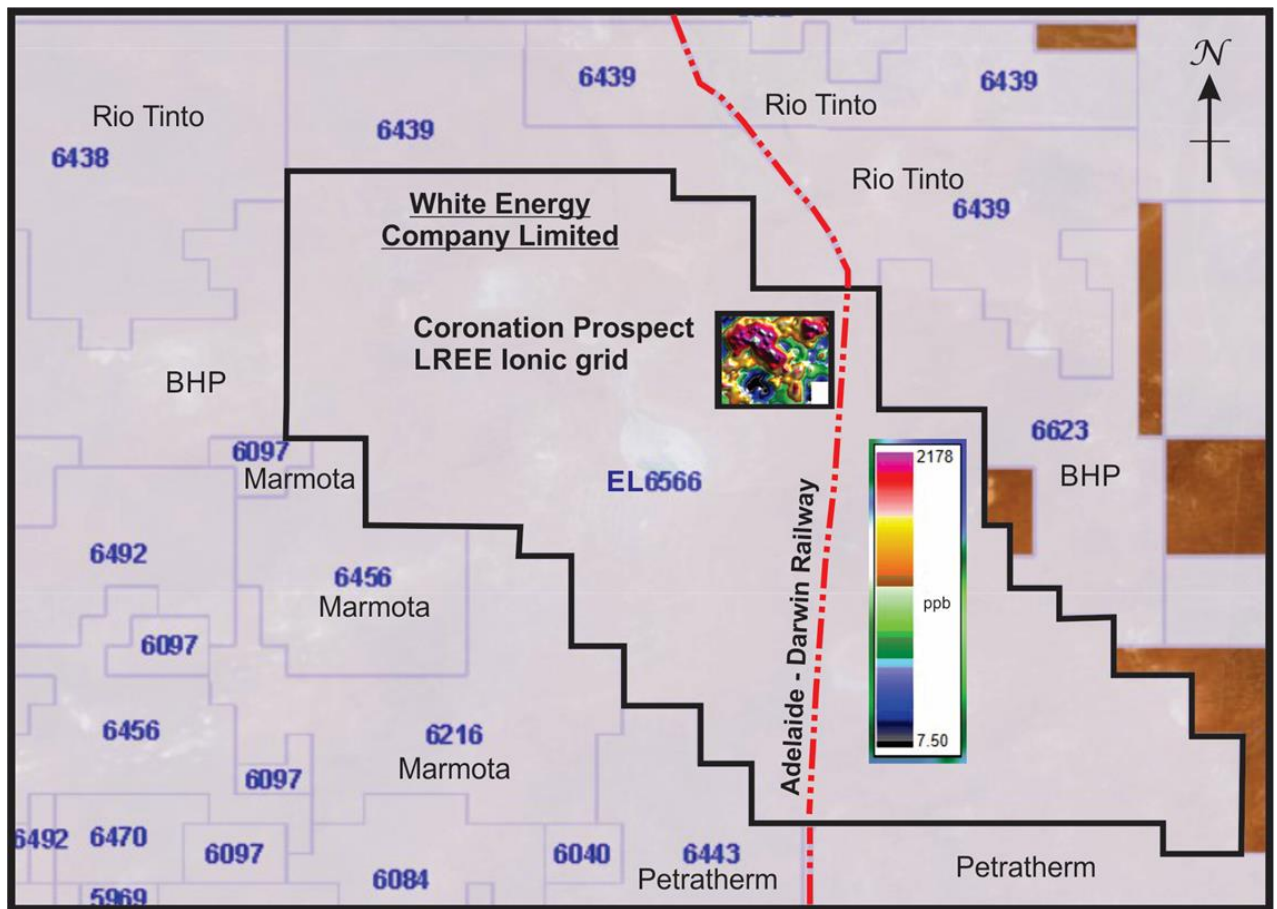 6439
6439
Rio Tinto
Rio Tinto
6439
6438
N
Rio Tinto
6439
White Energy
Company Limited
Coronation Prospect
LREE Ionic grid
BHP
6623
6097
Marmota
2178
BHP
EL6566
6492
6456
Marmota
ppb
Adelaide - Darwin Railway
6097
6456
6216
7.50
Marmota
6097
6492
6470
6097
6040
6443
6084
Petratherm
Petratherm
5969